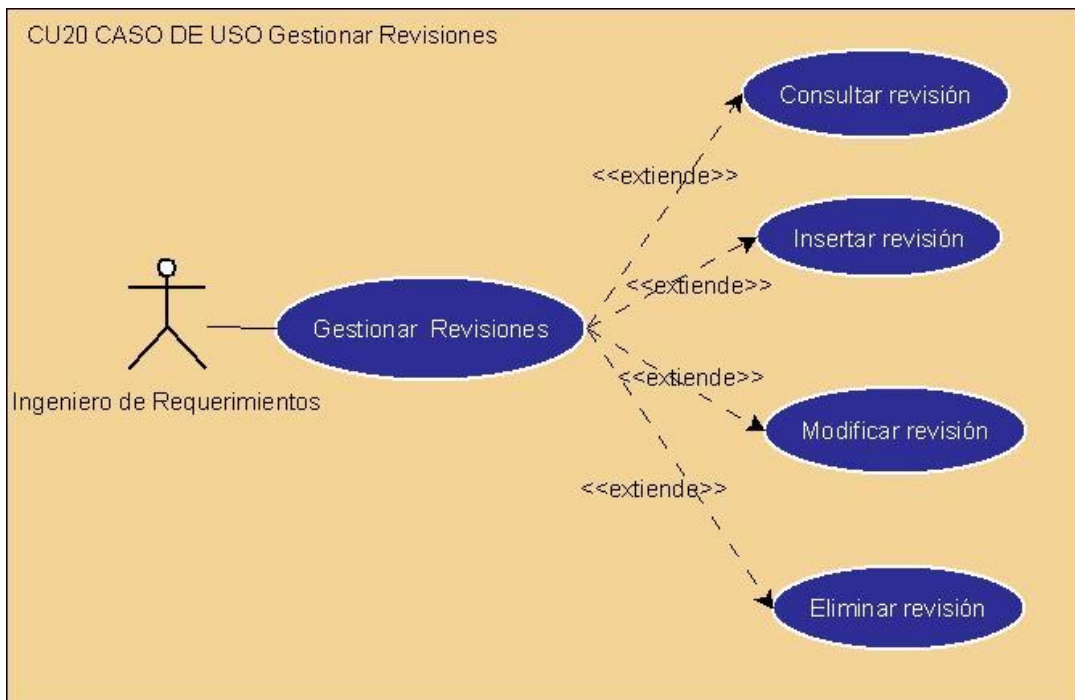 CU20 CASO DE USO Gestionar Revisiones
Consultar revisión
<<extiende>>
Insertar revisión
<<extiende>>
Gestionar Revisiones
<<extiende>>
Ingeniero de Requerimientos
Modificar revisión
<<extiende>>
Eliminar revisión